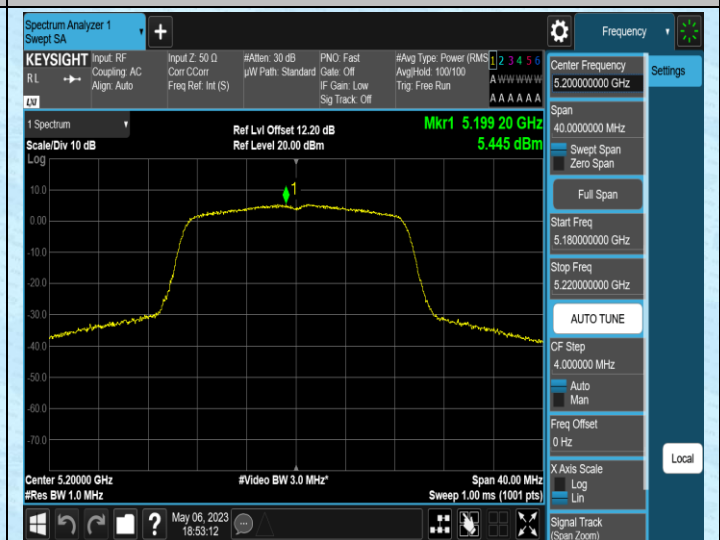 Spectrum Analyzer 1
Swept SA
+
Frequency
KEYSIGHT
RL
LXI
Input: RF
Coupling: AC
Align: Auto
Input Z: 50 Ω
Corr CCorr
Freq Ref: Int (S)
#Atten: 30 dB
µW Path: Standard
PNO: Fast
Gate: Off
IF Gain: Low
Sig Track: Off
#Avg Type: Power (RMS
Avg|Hold: 100/100
Trig: Free Run
1 2 3 4 5 6
A W W W W W
A A A A A A
1 Spectrum
Scale/Div 10 dB
Log
Ref Lvl Offset 12.20 dB
Ref Level 20.00 dBm
Mkr1 5.199 20 GHz
5.445 dBm
10.0
0.00
-10.0
-20.0
-30.0
-40.0
-50.0
-60.0
-70.0
1
Center 5.20000 GHz
#Res BW 1.0 MHz
#Video BW 3.0 MHz*
Span 40.00 MHz
Sweep 1.00 ms (1001 pts)
Center Frequency
5.200000000 GHz
Span
40.0000000 MHz
Swept Span
Zero Span
Full Span
Start Freq
5.180000000 GHz
Stop Freq
5.220000000 GHz
AUTO TUNE
CF Step
4.000000 MHz
Auto
Man
Freq Offset
0 Hz
X Axis Scale
Log
Lin
Signal Track
(Span Zoom)
Settings
Local
?
May 06, 2023
18:53:12